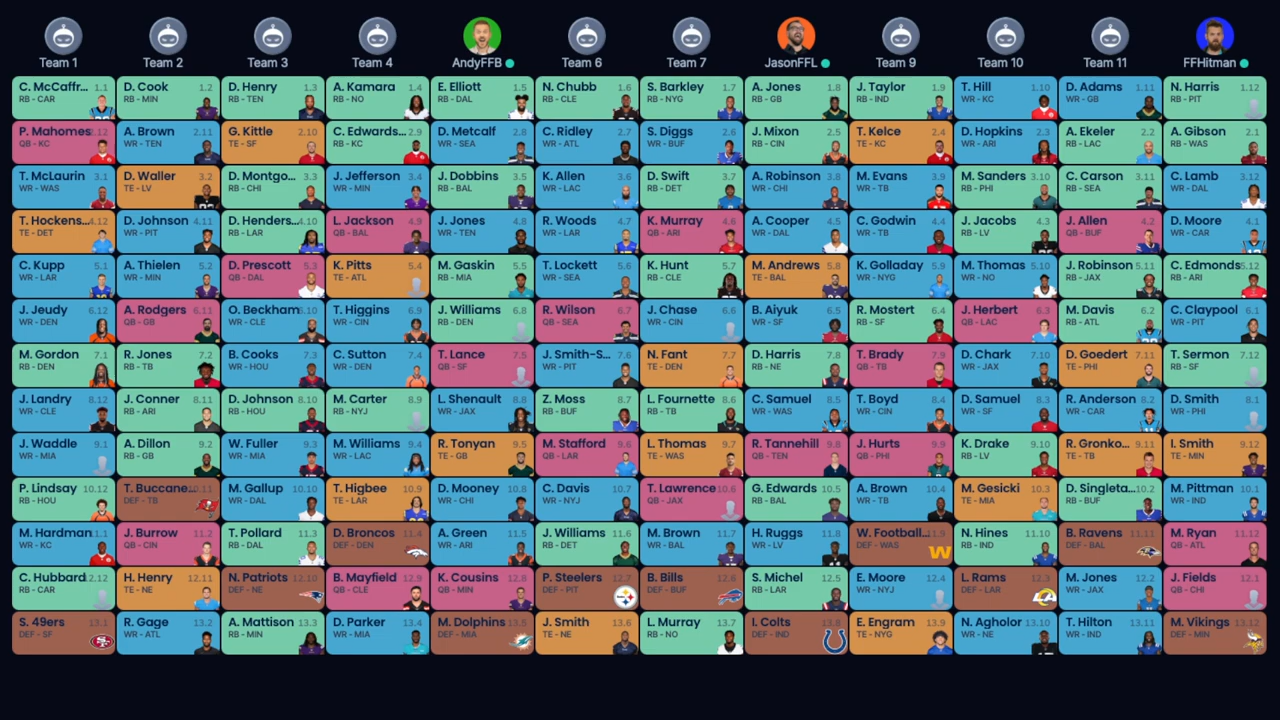 Team 1 Team 2 Team 3 Team 4 AndyFFB Team 6 Team 7 JasonFFL Team 9 Team 10 Team 11 FFHitman
C. McCaffr... 1.1 D. Cook 1.2 D. Henry 1.3 A. Kamara 1.4 E. Elliott 1.5 N. Chubb 1.6 S. Barkley 1.7 A. Jones 1.8 J. Taylor 1.9 T. Hill 1.10 D. Adams 1.11 N. Harris 1.12
RB - CAR RB - MIN RB - TEN RB - NO RB - DAL RB - CLE RB - NYG RB - GB RB - IND WR - KC WR - GB RB - PIT
P. Mahomes 2.12 A. Brown 2.11 G. Kittle 2.10 C. Edwards... 2.9 D. Metcalf 2.8 C. Ridley 2.7 S. Diggs 2.6 J. Mixon 2.5 T. Kelce 2.4 D. Hopkins 2.3 A. Ekeler 2.2 A. Gibson 2.1
QB - KC WR - TEN TE - SF RB - KC WR - SEA WR - ATL WR - BUF RB - CIN TE - KC WR - ARI RB - LAC RB - WAS
T. McLaurin 3.1 D. Waller 3.2 D. Montgo... 3.3 J. Jefferson 3.4 J. Dobbins 3.5 K. Allen 3.6 D. Swift 3.7 A. Robinson 3.8 M. Evans 3.9 M. Sanders 3.10 C. Carson 3.11 C. Lamb 3.12
WR - WAS TE - LV RB - CHI WR - MIN RB - BAL WR - LAC RB - DET WR - CHI WR - TB RB - PHI RB - SEA WR - DAL
T. Hockens... 4.12 D. Johnson 4.11 D. Henders... 4.10 L. Jackson 4.9 J. Jones 4.8 R. Woods 4.7 K. Murray 4.6 A. Cooper 4.5 C. Godwin 4.4 J. Jacobs 4.3 J. Allen 4.2 D. Moore 4.1
TE - DET WR - PIT RB - LAR QB - BAL WR - TEN WR - LAR QB - ARI WR - DAL WR - TB RB - LV QB - BUF WR - CAR
C. Kupp 5.1 A. Thielen 5.2 D. Prescott 5.3 K. Pitts 5.4 M. Gaskin 5.5 T. Lockett 5.6 K. Hunt 5.7 M. Andrews 5.8 K. Golladay 5.9 M. Thomas 5.10 J. Robinson 5.11 C. Edmonds 5.12
WR - LAR WR - MIN QB - DAL TE - ATL RB - MIA WR - SEA RB - CLE TE - BAL WR - NYG WR - NO RB - JAX RB - ARI
J. Jeudy 6.12 A. Rodgers 6.11 O. Beckham 6.10 T. Higgins 6.9 J. Williams 6.8 R. Wilson 6.7 J. Chase 6.6 B. Aiyuk 6.5 R. Mostert 6.4 J. Herbert 6.3 M. Davis 6.2 C. Claypool 6.1
WR - DEN QB - GB WR - CLE WR - CIN RB - DEN QB - SEA WR - CIN WR - SF RB - SF QB - LAC RB - ATL WR - PIT
M. Gordon 7.1 R. Jones 7.2 B. Cooks 7.3 C. Sutton 7.4 T. Lance 7.5 J. Smith-S... 7.6 N. Fant 7.7 D. Harris 7.8 T. Brady 7.9 D. Chark 7.10 D. Goedert 7.11 T. Sermon 7.12
RB - DEN RB - TB WR - HOU WR - DEN QB - SF WR - PIT TE - DEN RB - NE QB - TB WR - JAX TE - PHI RB - SF
J. Landry 8.12 J. Conner 8.11 D. Johnson 8.10 M. Carter 8.9 L. Shenault 8.8 Z. Moss 8.7 L. Fournette 8.6 C. Samuel 8.5 T. Boyd 8.4 D. Samuel 8.3 R. Anderson 8.2 D. Smith 8.1
WR - CLE RB - ARI RB - HOU RB - NYJ WR - JAX RB - BUF RB - TB WR - WAS WR - CIN WR - SF WR - CAR WR - PHI
J. Waddle 9.1 A. Dillon 9.2 W. Fuller 9.3 M. Williams 9.4 R. Tonyan 9.5 M. Stafford 9.6 L. Thomas 9.7 R. Tannehill 9.8 J. Hurts 9.9 K. Drake 9.10 R. Gronko... 9.11 I. Smith 9.12
WR - MIA RB - GB WR - MIA WR - LAC TE - GB QB - LAR TE - WAS QB - TEN QB - PHI RB - LV TE - TB TE - MIN
P. Lindsay 10.12 T. Buccane... 10.11 M. Gallup 10.10 T. Higbee 10.9 D. Mooney 10.8 C. Davis 10.7 T. Lawrence 10.6 G. Edwards 10.5 A. Brown 10.4 M. Gesicki 10.3 D. Singleta... 10.2 M. Pittman 10.1
RB - HOU DEF - TB WR - DAL TE - LAR WR - CHI WR - NYJ QB - JAX RB - BAL WR - TB TE - MIA RB - BUF WR - IND
M. Hardman 11.1 J. Burrow 11.2 T. Pollard 11.3 D. Broncos 11.4 A. Green 11.5 J. Williams 11.6 M. Brown 11.7 H. Ruggs 11.8 W. Football... 11.9 N. Hines 11.10 B. Ravens 11.11 M. Ryan 11.12
WR - KC QB - CIN RB - DAL DEF - DEN WR - ARI RB - DET WR - BAL WR - LV DEF - WAS RB - IND DEF - BAL QB - ATL
C. Hubbard 12.12 H. Henry 12.11 N. Patriots 12.10 B. Mayfield 12.9 K. Cousins 12.8 P. Steelers 12.7 B. Bills 12.6 S. Michel 12.5 E. Moore 12.4 L. Rams 12.3 M. Jones 12.2 J. Fields 12.1
RB - CAR TE - NE DEF - NE QB - CLE QB - MIN DEF - PIT DEF - BUF RB - LAR WR - NYJ DEF - LAR WR - JAX QB - CHI
S. 49ers 13.1 R. Gage 13.2 A. Mattison 13.3 D. Parker 13.4 M. Dolphins 13.5 J. Smith 13.6 L. Murray 13.7 I. Colts 13.8 E. Engram 13.9 N. Agholor 13.10 T. Hilton 13.11 M. Vikings 13.12
DEF - SF WR - ATL RB - MIN WR - MIA DEF - MIA TE - NE RB - NO DEF - IND TE - NYG WR - NE WR - IND DEF - MIN